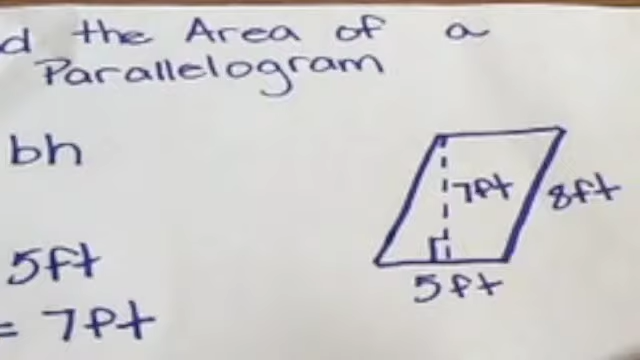 d the Area of a
Parallelogram
bh
7ft
8ft
5ft
5ft
= 7ft